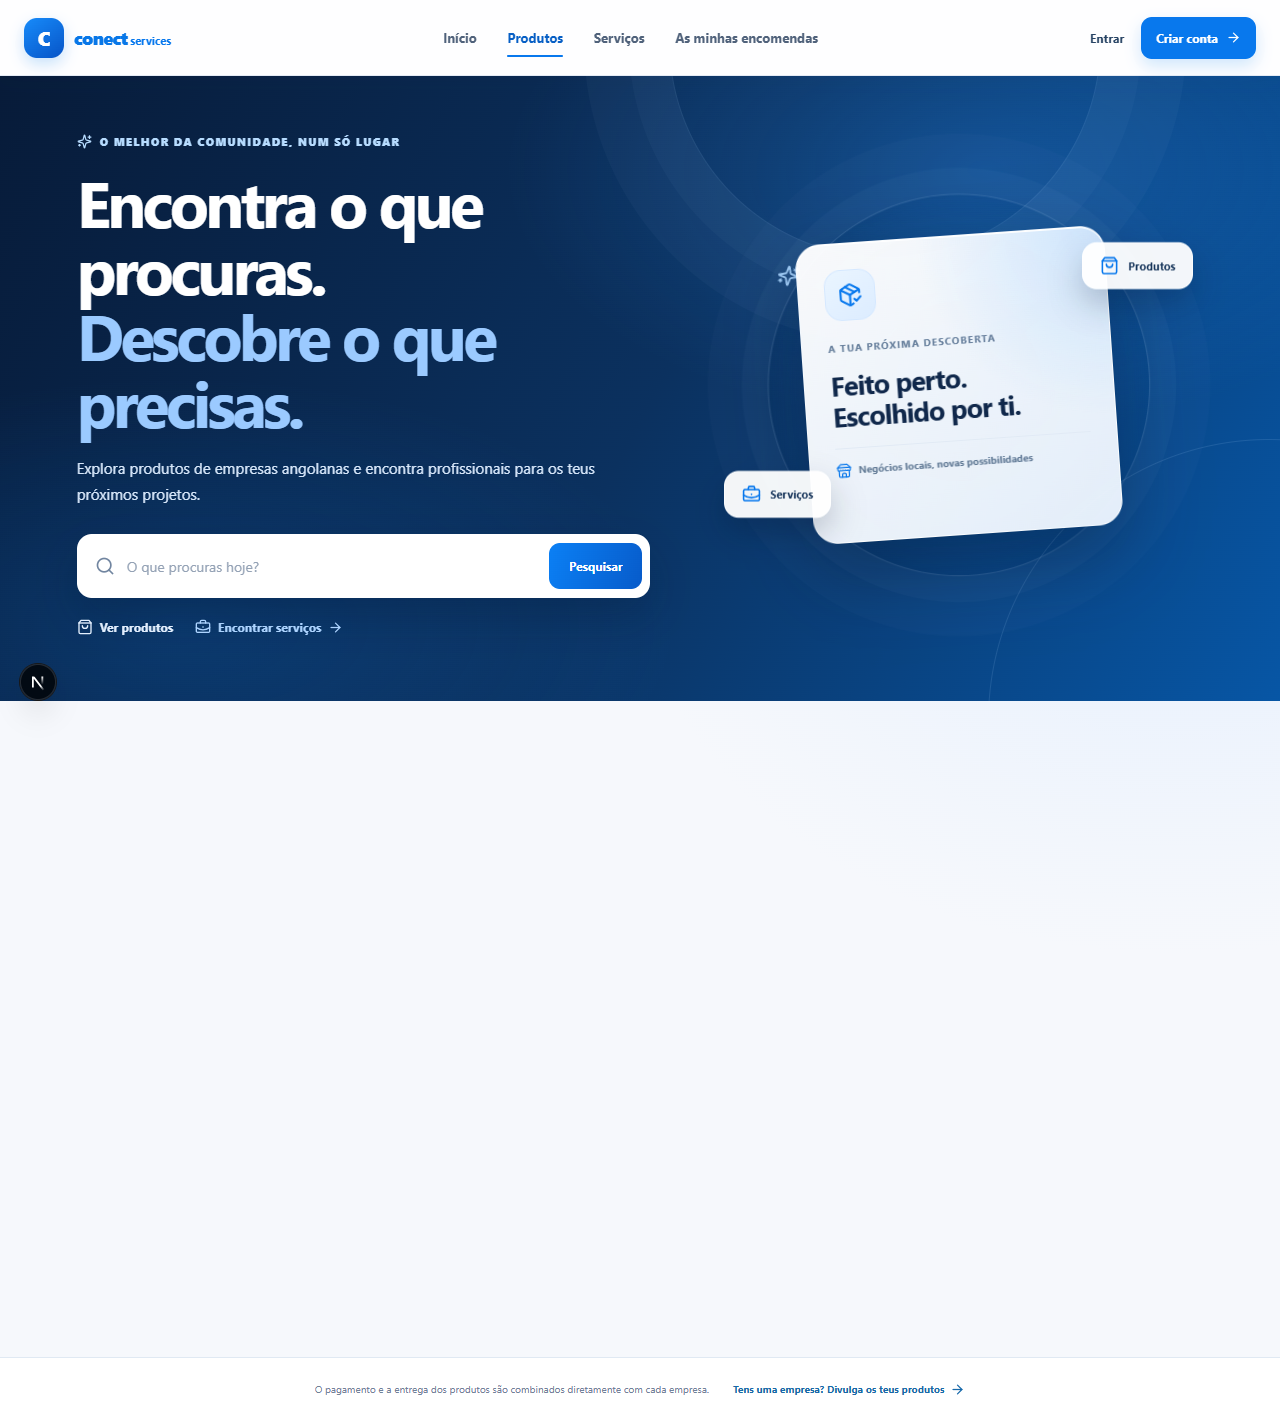 C conect services
Início Produtos Serviços As minhas encomendas
Entrar Criar conta
O MELHOR DA COMUNIDADE, NUM SÓ LUGAR
Encontra o que
procuras.
Descobre o que
precisas.
Explora produtos de empresas angolanas e encontra profissionais para os teus
próximos projetos.
O que procuras hoje? Pesquisar
Ver produtos Encontrar serviços
Produtos
A TUA PRÓXIMA DESCOBERTA
Feito perto.
Escolhido por ti.
Negócios locais, novas possibilidades
Serviços
N
O pagamento e a entrega dos produtos são combinados diretamente com cada empresa. Tens uma empresa? Divulga os teus produtos